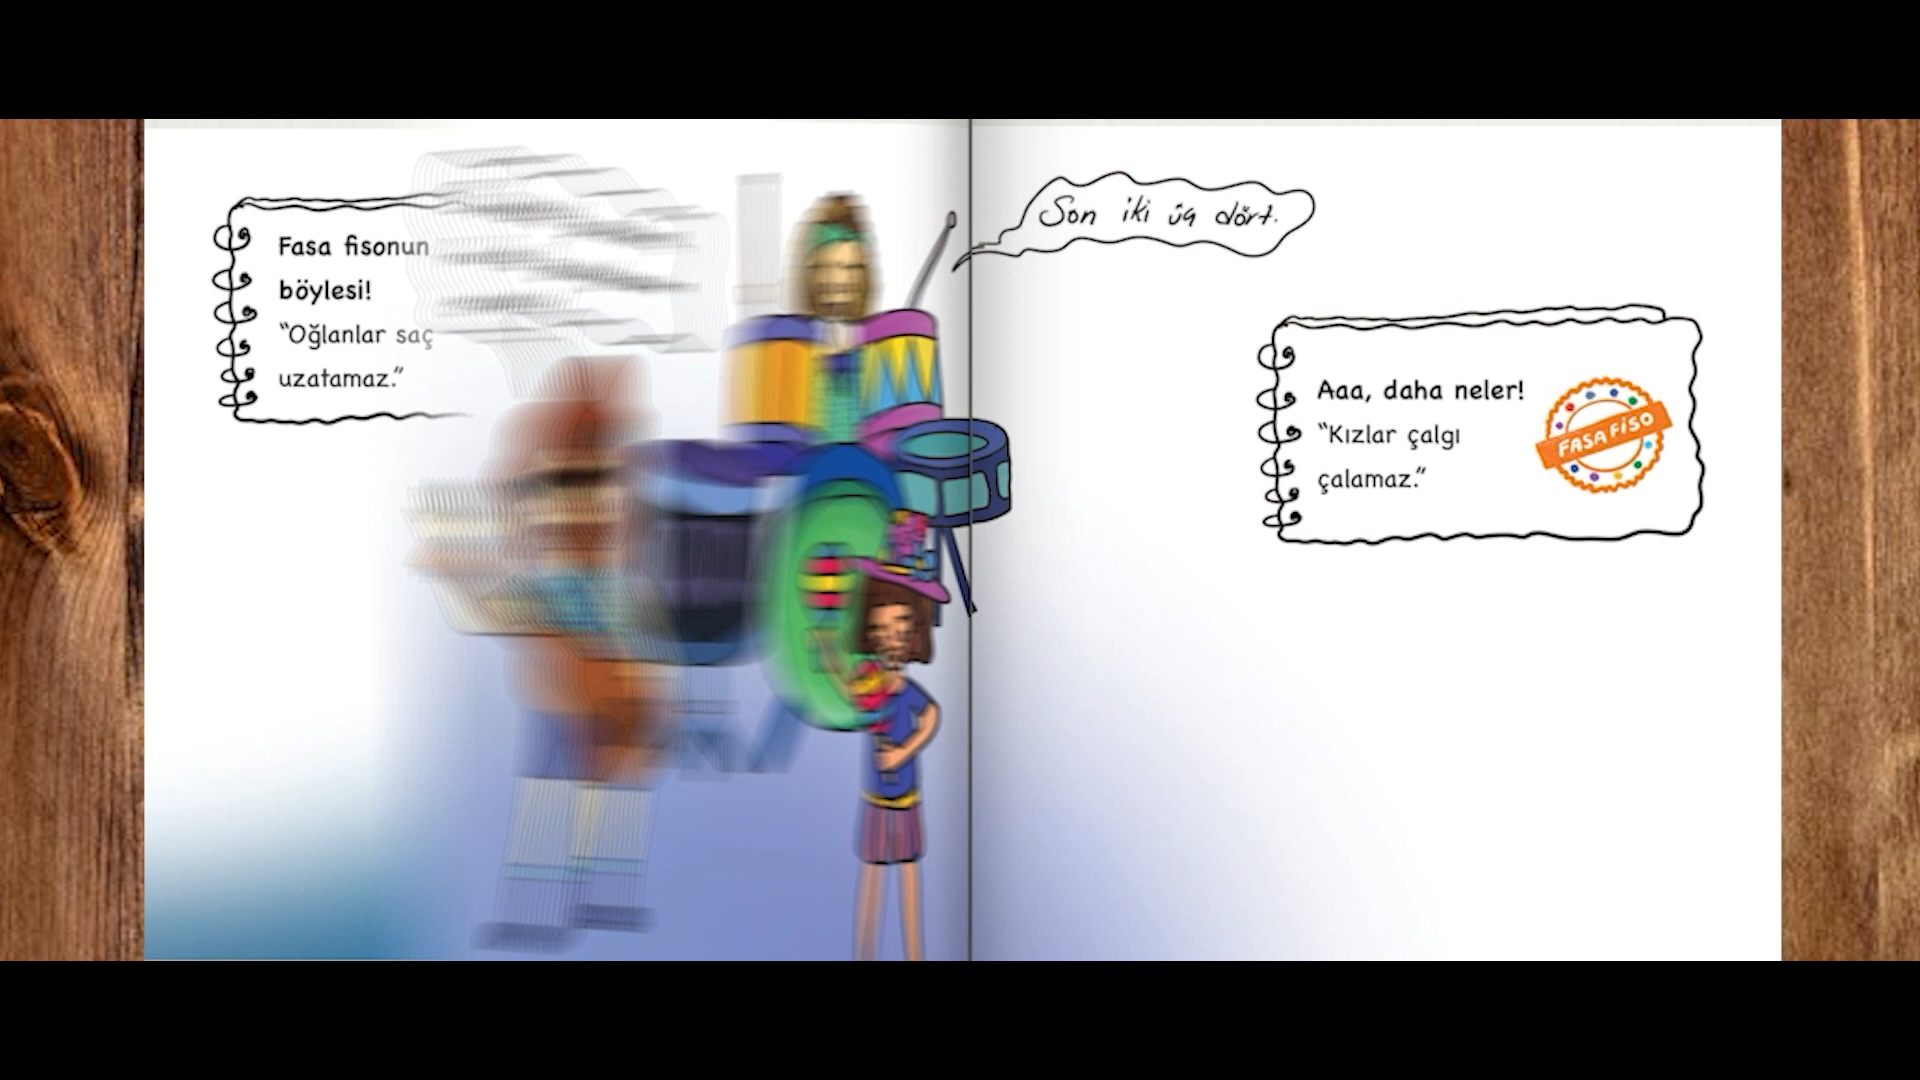 Fasa fisonun
böylesi!
“Oğlanlar saç
uzatamaz.”
Son iki üç dört.
Aaa, daha neler!
“Kızlar çalgı
çalamaz.”
FASA FİSO